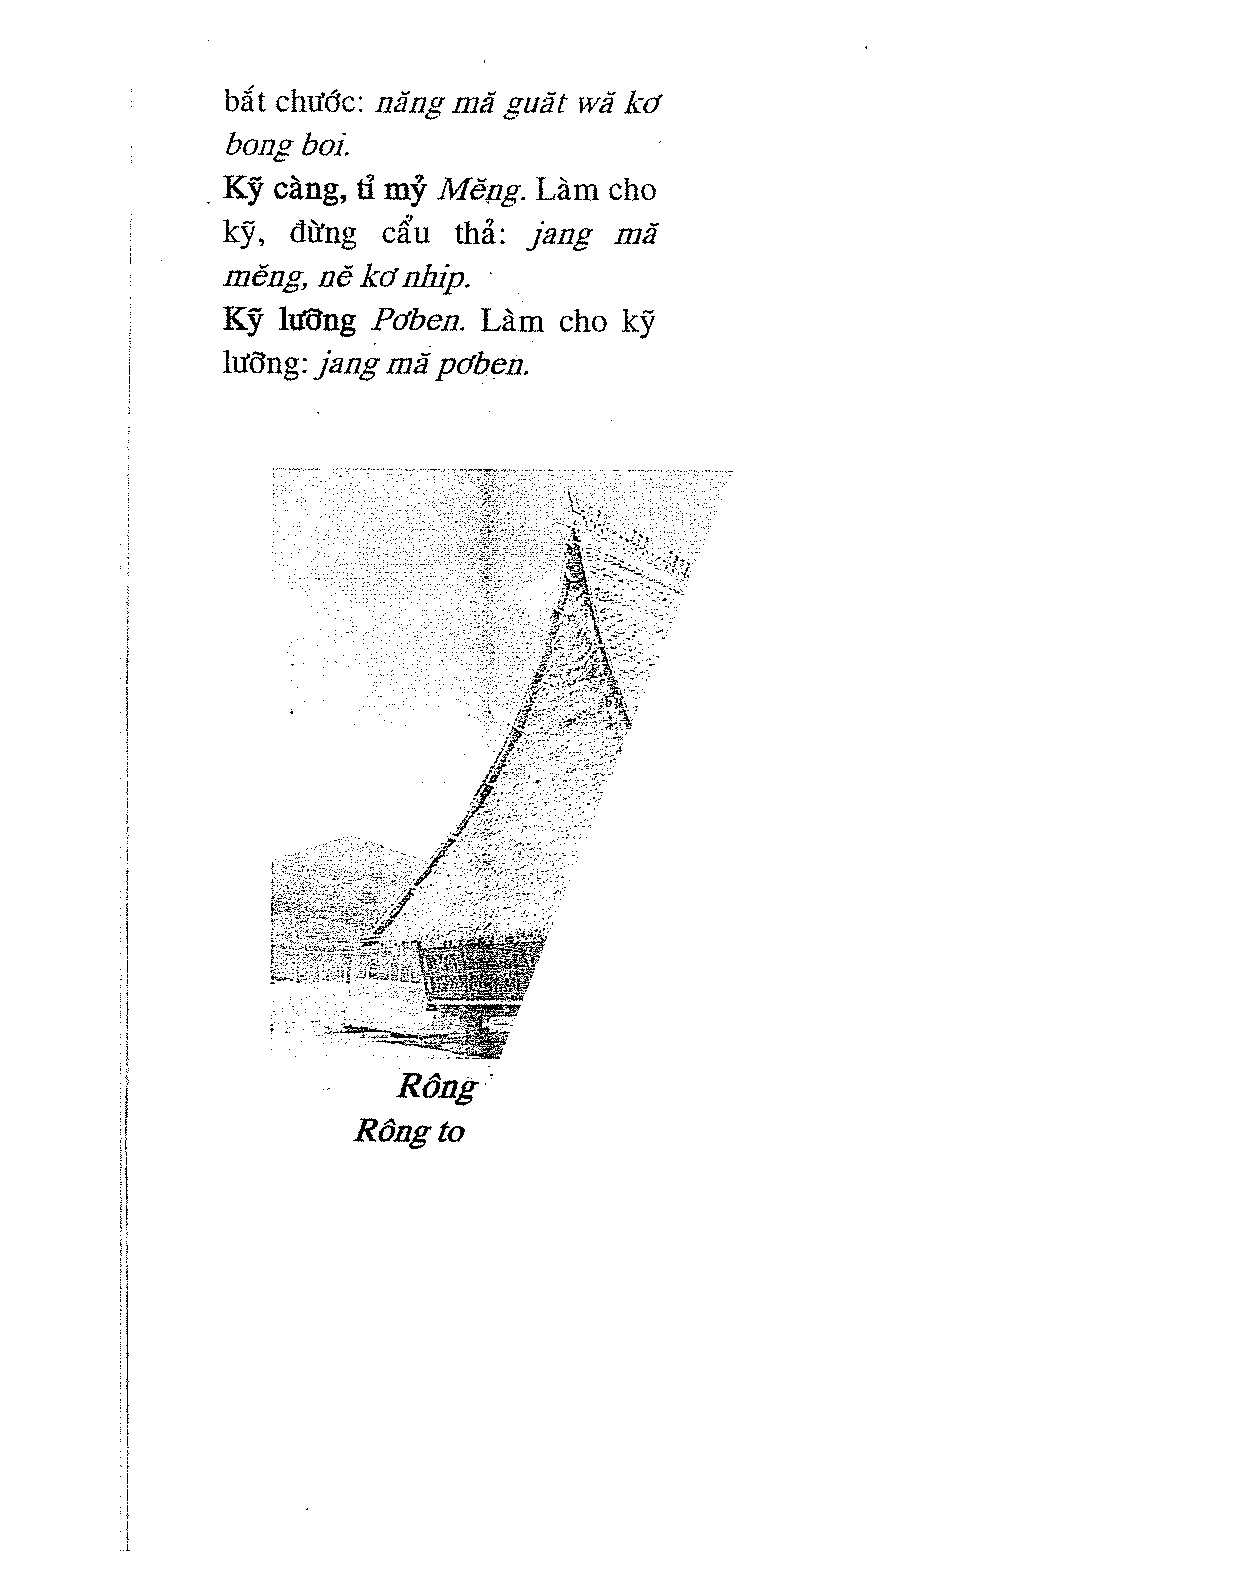 bắt chước: năng mă guăt wă kơ
bong boi.
Kỹ càng, tỉ mỷ Mĕng. Làm cho
kỹ, đừng cẩu thả: jang mă
mĕng, nĕ kơ nhip.
Kỹ lưỡng Pơben. Làm cho kỹ
lưỡng: jang mă pơben.
Rông
Rông to